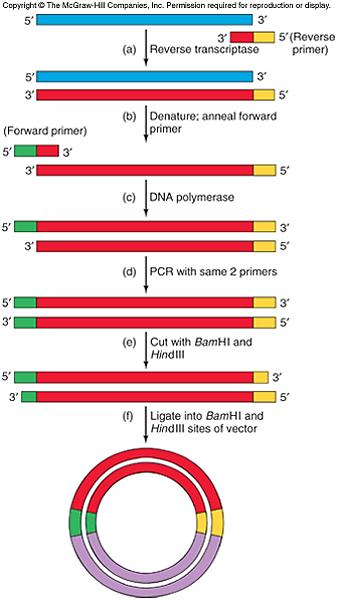 Copyright © The McGraw-Hill Companies, Inc. Permission required for reproduction or display.
5′ 3′
3′ 5′ (Reverse
primer)
(a) Reverse transcriptase
5′ 3′
3′ 5′
(b) Denature; anneal forward
primer
(Forward primer)
5′ 3′
3′ 5′
(c) DNA polymerase
5′ 3′
3′ 5′
(d) PCR with same 2 primers
5′ 3′
3′ 5′
(e) Cut with BamHI and
HindIII
5′ 3′
3′ 5′
(f) Ligate into BamHI and
HindIII sites of vector